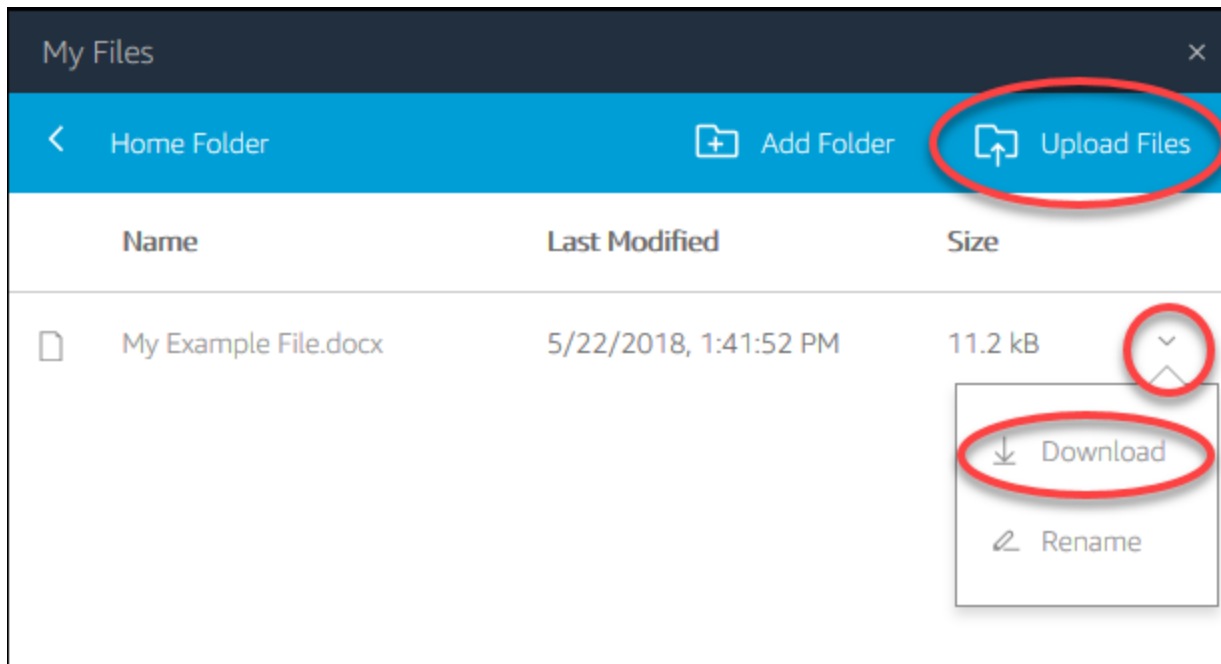 My Files
Home Folder Add Folder Upload Files
Name Last Modified Size
My Example File.docx 5/22/2018, 1:41:52 PM 11.2 kB
Download
Rename